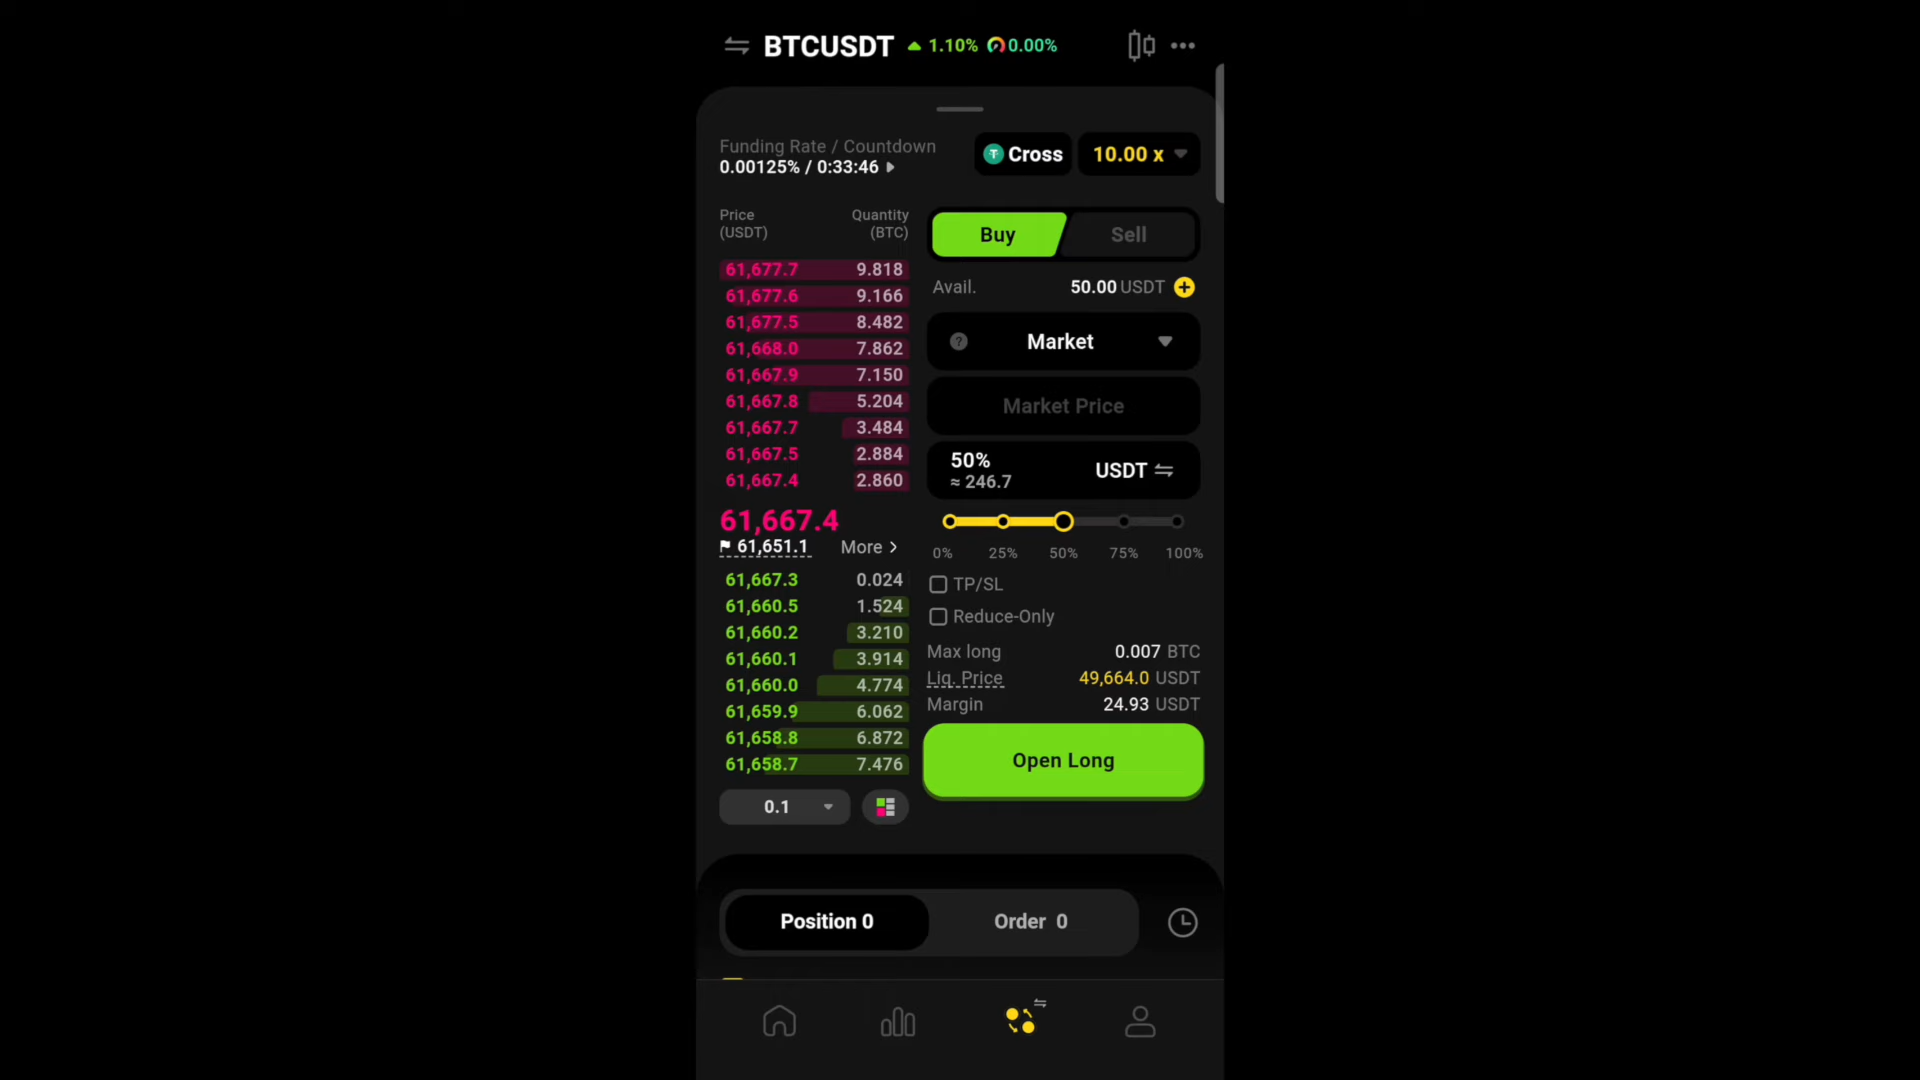 BTCUSDT 1.10% 0.00%
Funding Rate / Countdown
0.00125% / 0:33:46
Cross
10.00 x
Price
(USDT)
Quantity
(BTC)
61,677.7 9.818
61,677.6 9.166
61,677.5 8.482
61,668.0 7.862
61,667.9 7.150
61,667.8 5.204
61,667.7 3.484
61,667.5 2.884
61,667.4 2.860
61,667.4
61,651.1 More
61,667.3 0.024
61,660.5 1.524
61,660.2 3.210
61,660.1 3.914
61,660.0 4.774
61,659.9 6.062
61,658.8 6.872
61,658.7 7.476
0.1
Buy Sell
Avail. 50.00 USDT
? Market
Market Price
50%
≈ 246.7
USDT
0% 25% 50% 75% 100%
TP/SL
Reduce-Only
Max long 0.007 BTC
Liq. Price 49,664.0 USDT
Margin 24.93 USDT
Open Long
Position 0 Order 0